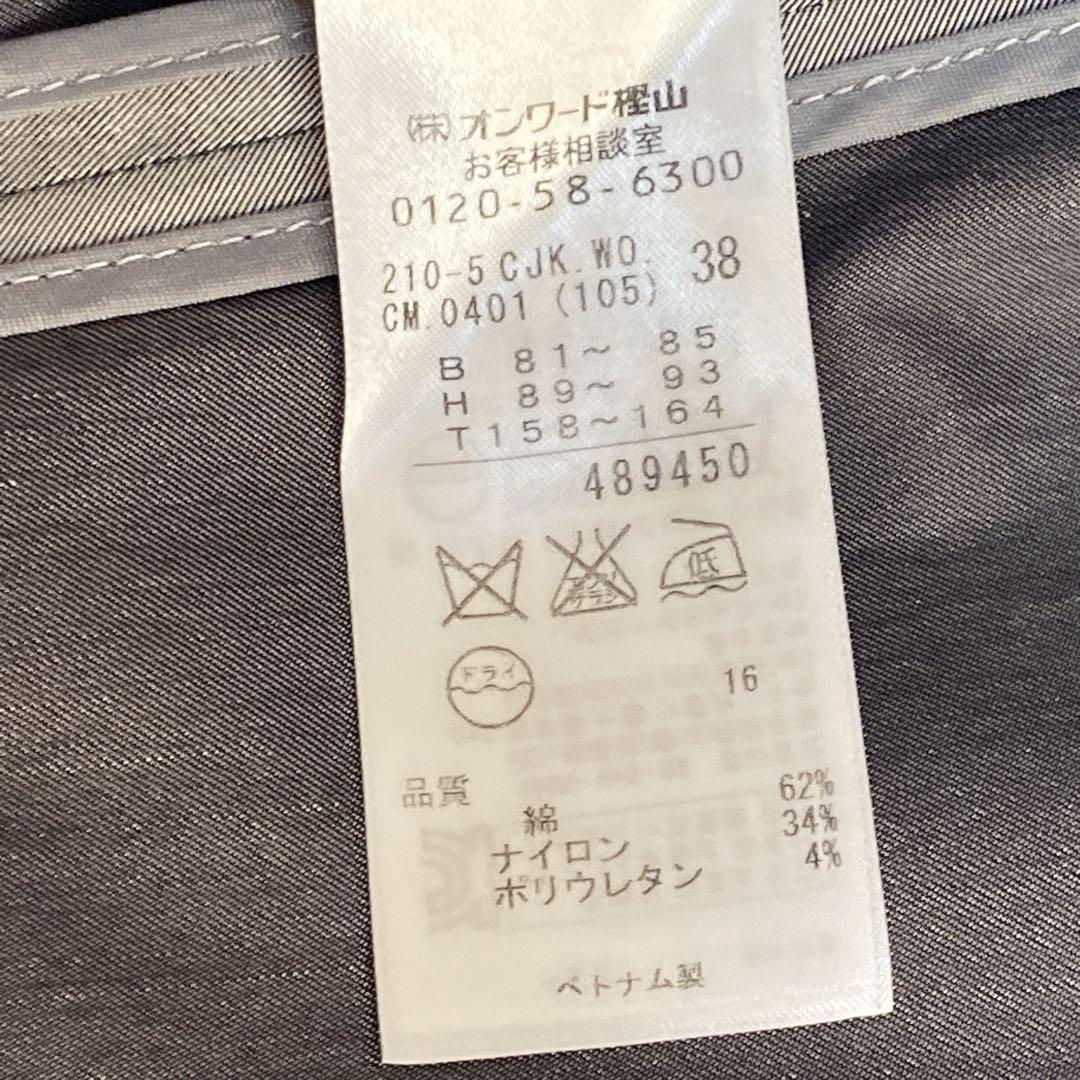 (株)オンワード樫山
お客様相談室
0120-58-6300
210-5 CJK.WO. 38
CM.0401 (105)
B 81〜 85
H 89〜 93
T158〜164
489450
低
ドライ
16
品質
綿 62%
ナイロン 34%
ポリウレタン 4%
ベトナム製